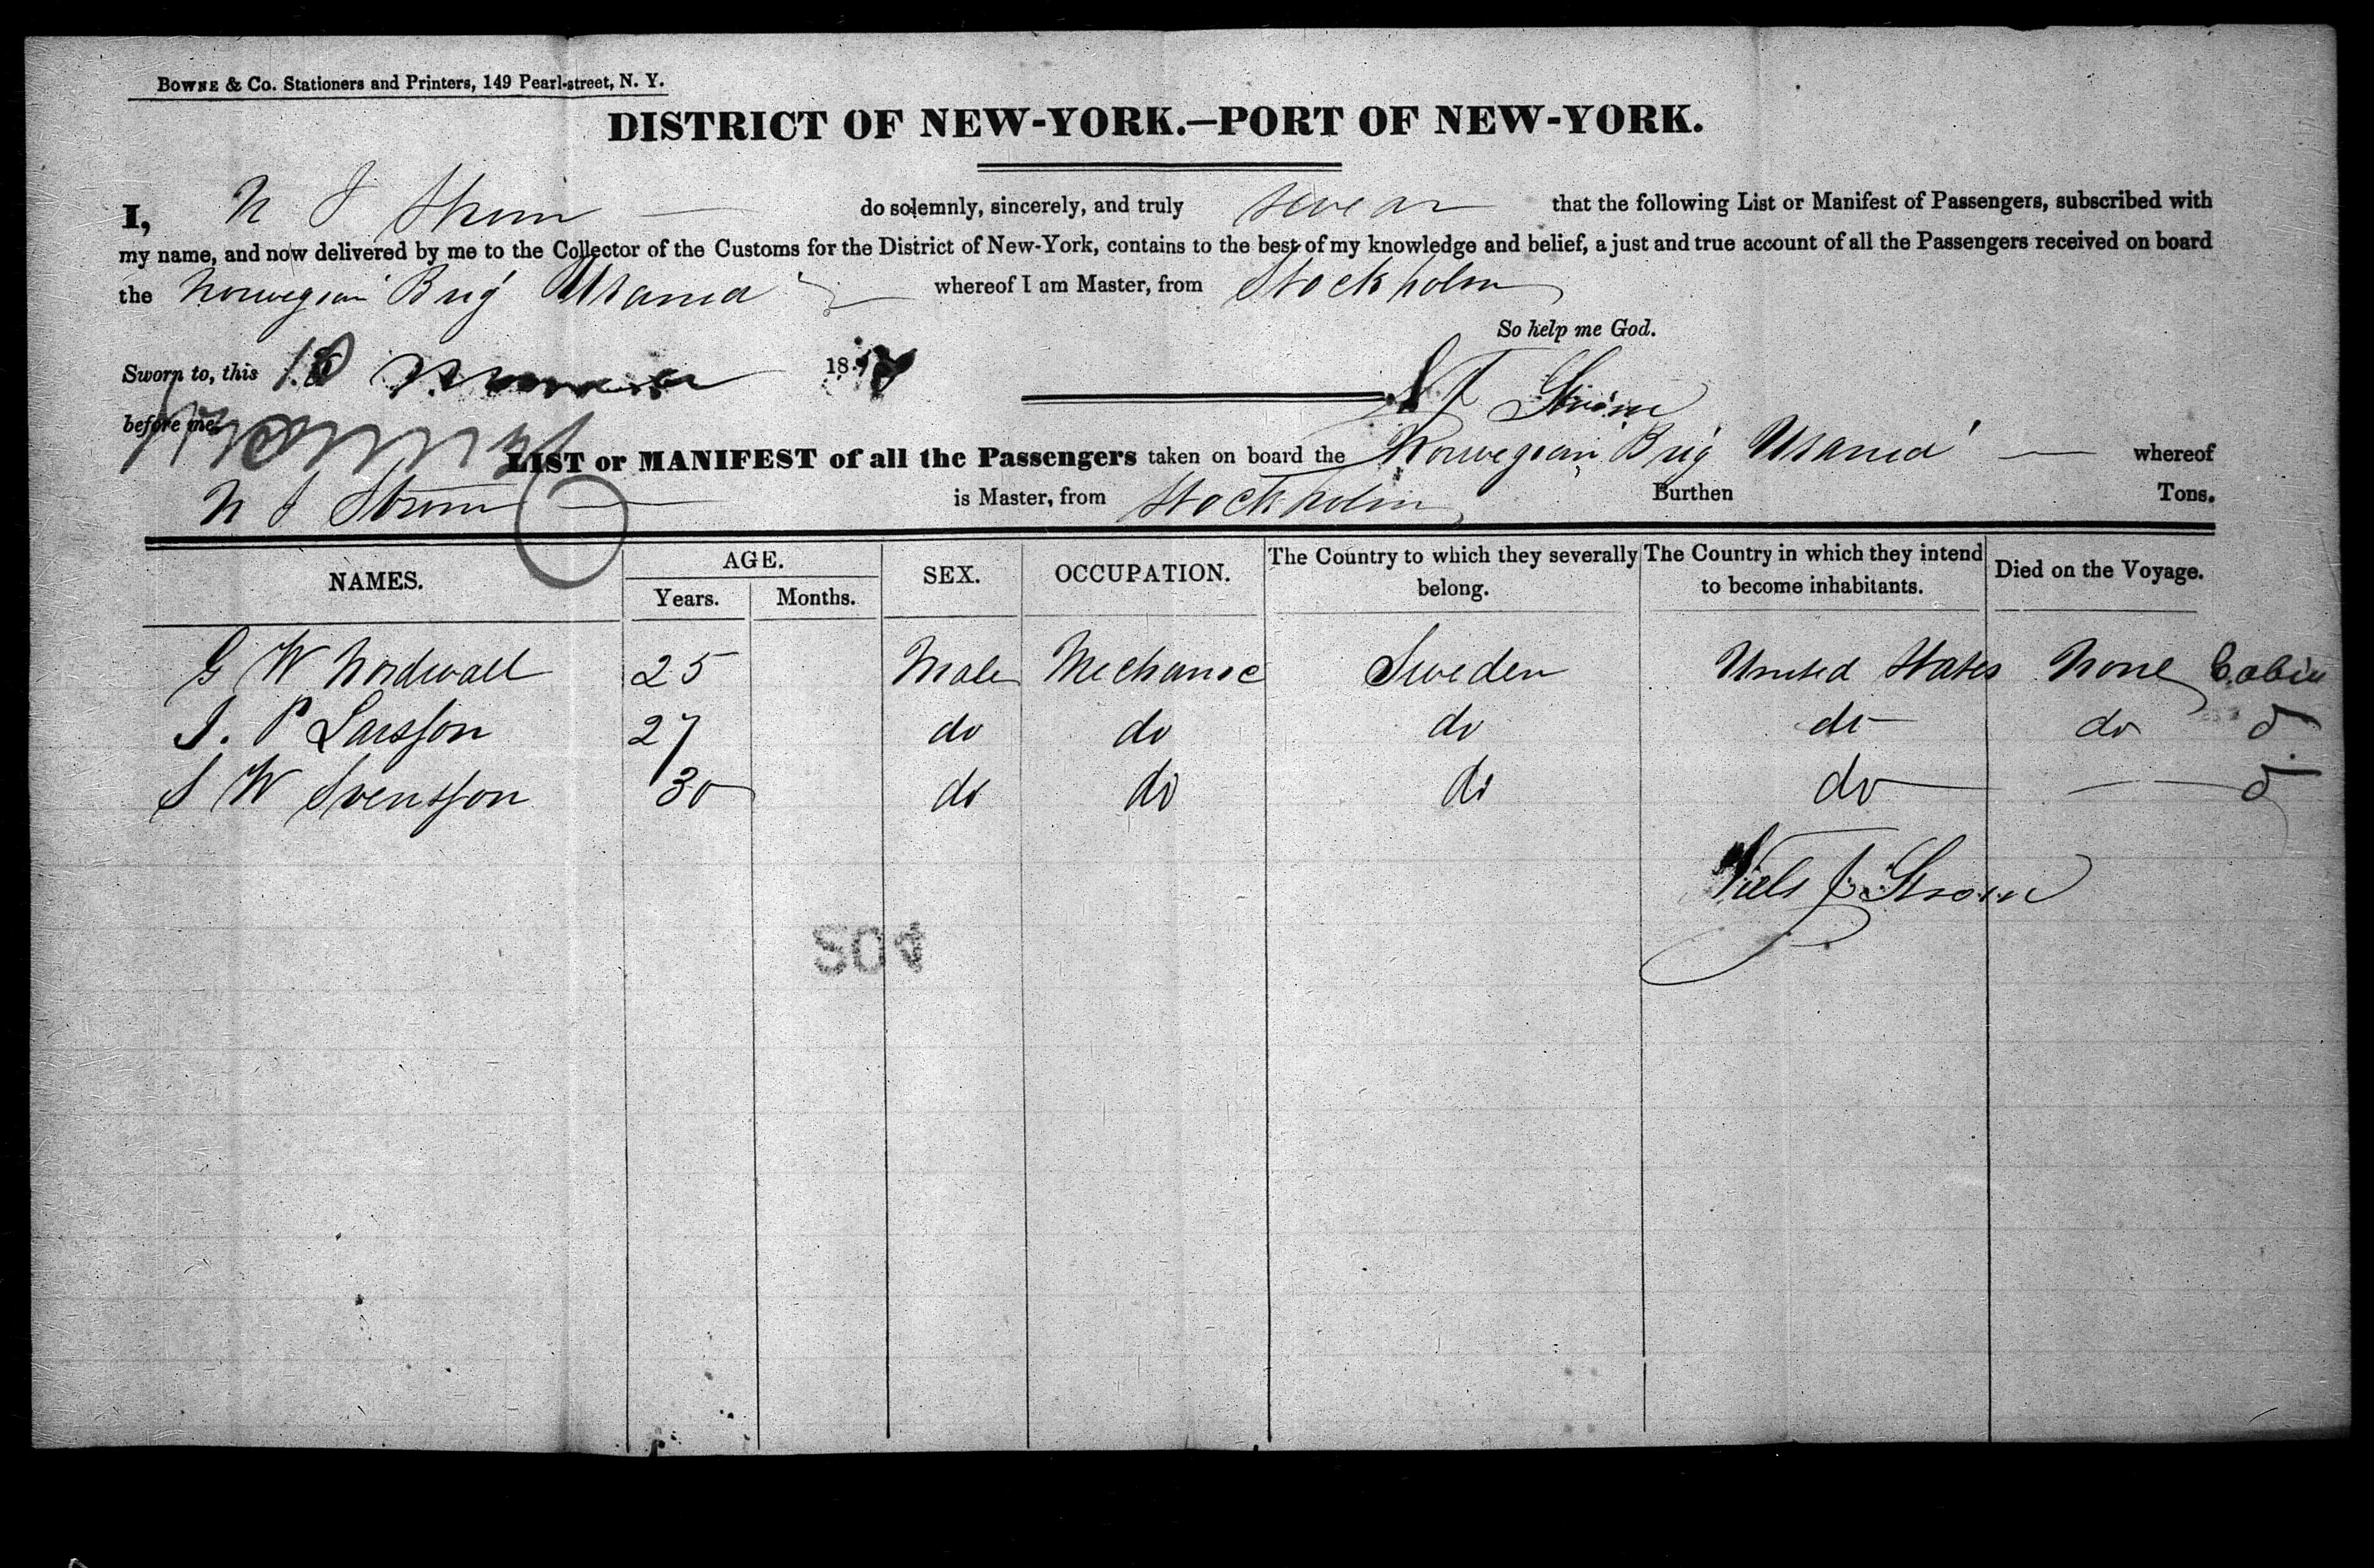 BOWNE & Co. Stationers and Printers, 149 Pearl-street, N. Y.
DISTRICT OF NEW-YORK.—PORT OF NEW-YORK.
I, N J Strom — do solemnly, sincerely, and truly swear that the following List or Manifest of Passengers, subscribed with
my name, and now delivered by me to the Collector of the Customs for the District of New-York, contains to the best of my knowledge and belief, a just and true account of all the Passengers received on board
the Norwegian Brig whereof I am Master, from Stockholm
So help me God.
Sworn to, this 18
before me,
N J Ström
LIST or MANIFEST of all the Passengers taken on board the Norwegian Brig — whereof
N J Strom — is Master, from Stockholm Burthen Tons.
NAMES. AGE. SEX. OCCUPATION. The Country to which they severally belong. The Country in which they intend to become inhabitants. Died on the Voyage.
Years. Months.
G W Nordwall 25 Male Mechanic Sweden United States None Cabin
J. P Larsson 27 do do do do do do
S W Svensson 30 do do do do — do
Niels J Strøm
204